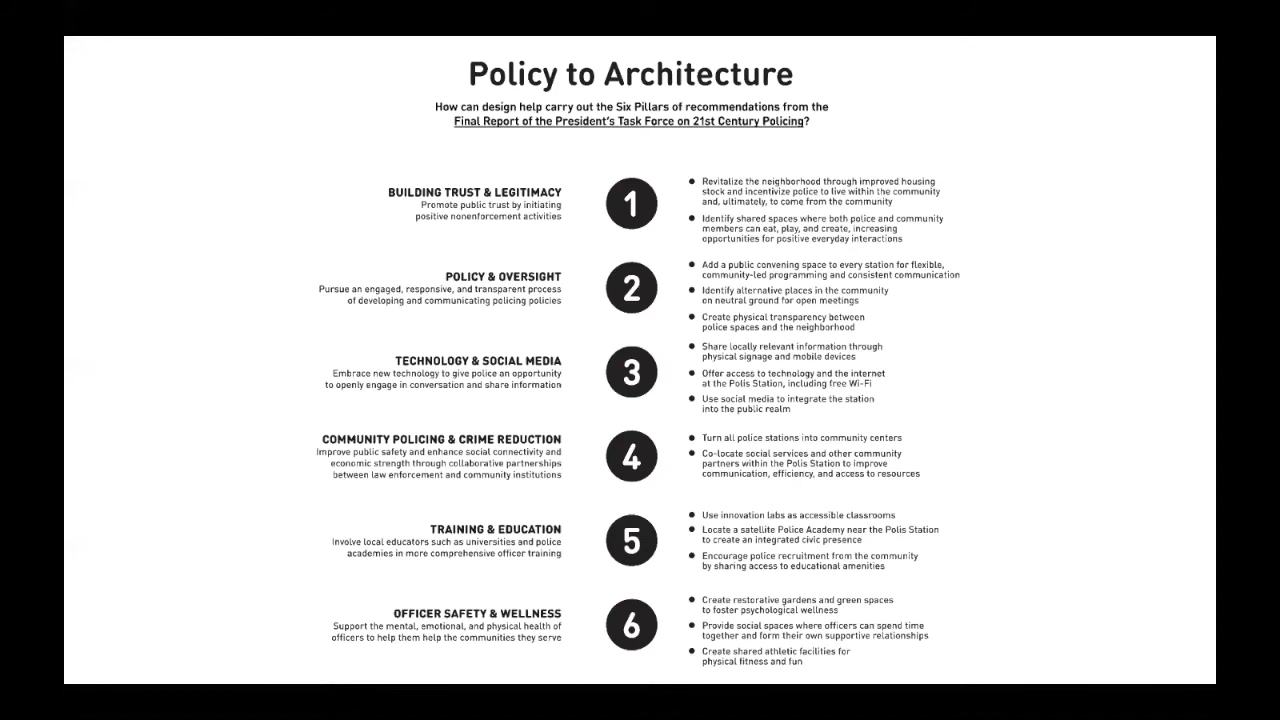 Policy to Architecture
How can design help carry out the Six Pillars of recommendations from the
Final Report of the President's Task Force on 21st Century Policing?
BUILDING TRUST & LEGITIMACY
Promote public trust by initiating
positive nonenforcement activities
1
● Revitalize the neighborhood through improved housing
stock and incentivize police to live within the community
and, ultimately, to come from the community
● Identify shared spaces where both police and community
members can eat, play, and create, increasing
opportunities for positive everyday interactions
POLICY & OVERSIGHT
Pursue an engaged, responsive, and transparent process
of developing and communicating policing policies
2
● Add a public convening space to every station for flexible,
community-led programming and consistent communication
● Identify alternative places in the community
on neutral ground for open meetings
● Create physical transparency between
police spaces and the neighborhood
TECHNOLOGY & SOCIAL MEDIA
Embrace new technology to give police an opportunity
to openly engage in conversation and share information
3
● Share locally relevant information through
physical signage and mobile devices
● Offer access to technology and the internet
at the Polis Station, including free Wi-Fi
● Use social media to integrate the station
into the public realm
COMMUNITY POLICING & CRIME REDUCTION
Improve public safety and enhance social connectivity and
economic strength through collaborative partnerships
between law enforcement and community institutions
4
● Turn all police stations into community centers
● Co-locate social services and other community
partners within the Polis Station to improve
communication, efficiency, and access to resources
TRAINING & EDUCATION
Involve local educators such as universities and police
academies in more comprehensive officer training
5
● Use innovation labs as accessible classrooms
● Locate a satellite Police Academy near the Polis Station
to create an integrated civic presence
● Encourage police recruitment from the community
by sharing access to educational amenities
OFFICER SAFETY & WELLNESS
Support the mental, emotional, and physical health of
officers to help them help the communities they serve
6
● Create restorative gardens and green spaces
to foster psychological wellness
● Provide social spaces where officers can spend time
together and form their own supportive relationships
● Create shared athletic facilities for
physical fitness and fun